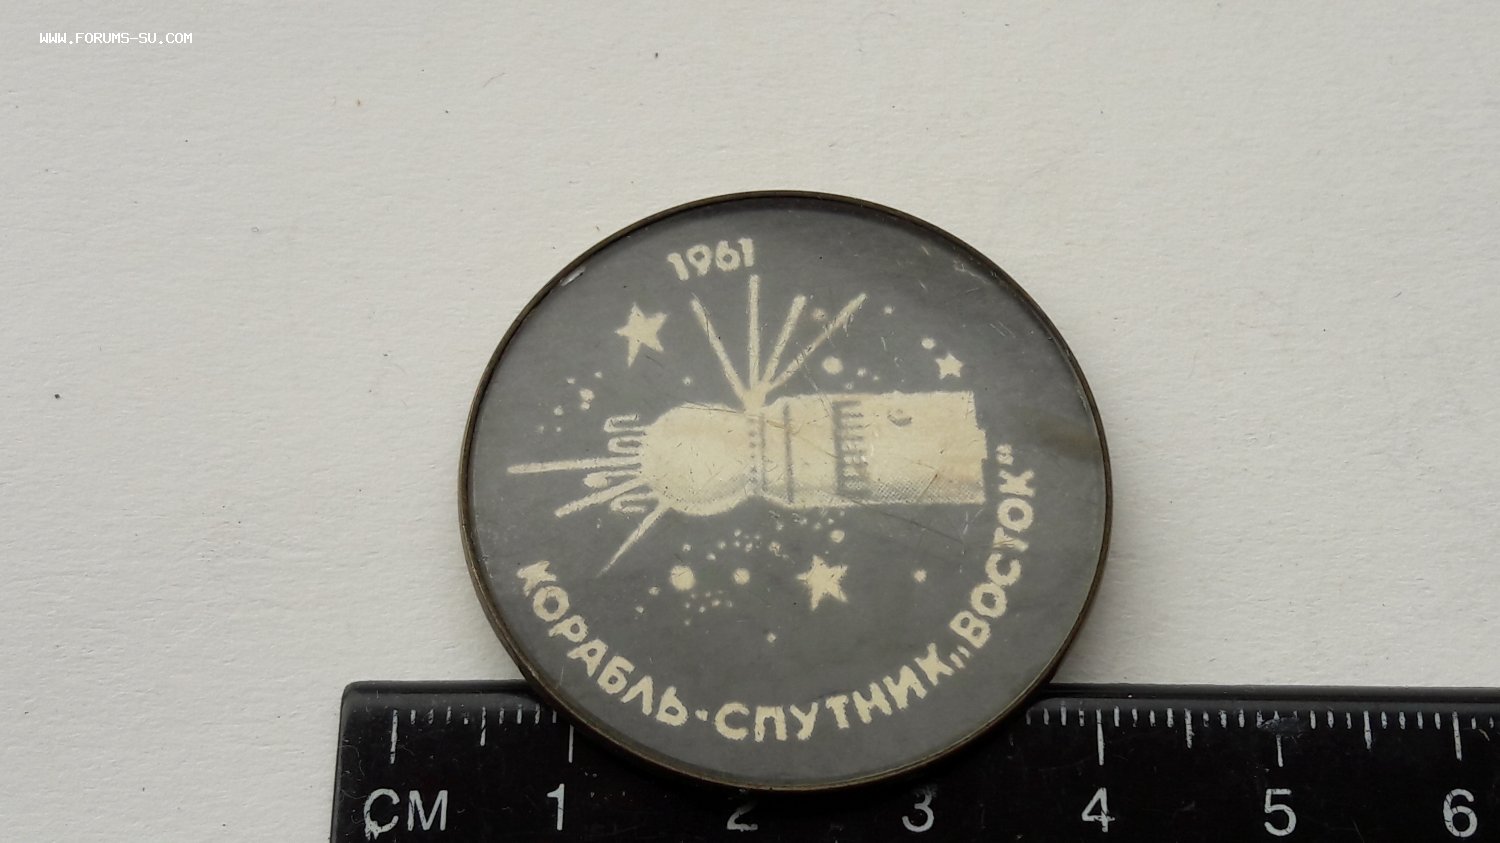 www.forums-su.com
1961
КОРАБЛЬ-СПУТНИК „ВОСТОК“
СМ 1 2 3 4 5 6